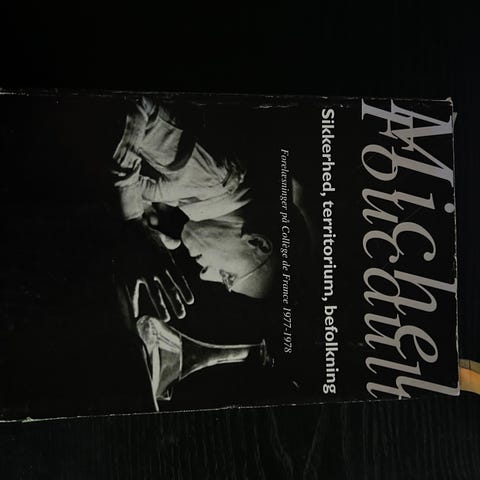 Michel
Foucault
Sikkerhed, territorium, befolkning
Forelæsninger på Collège de France 1977-1978